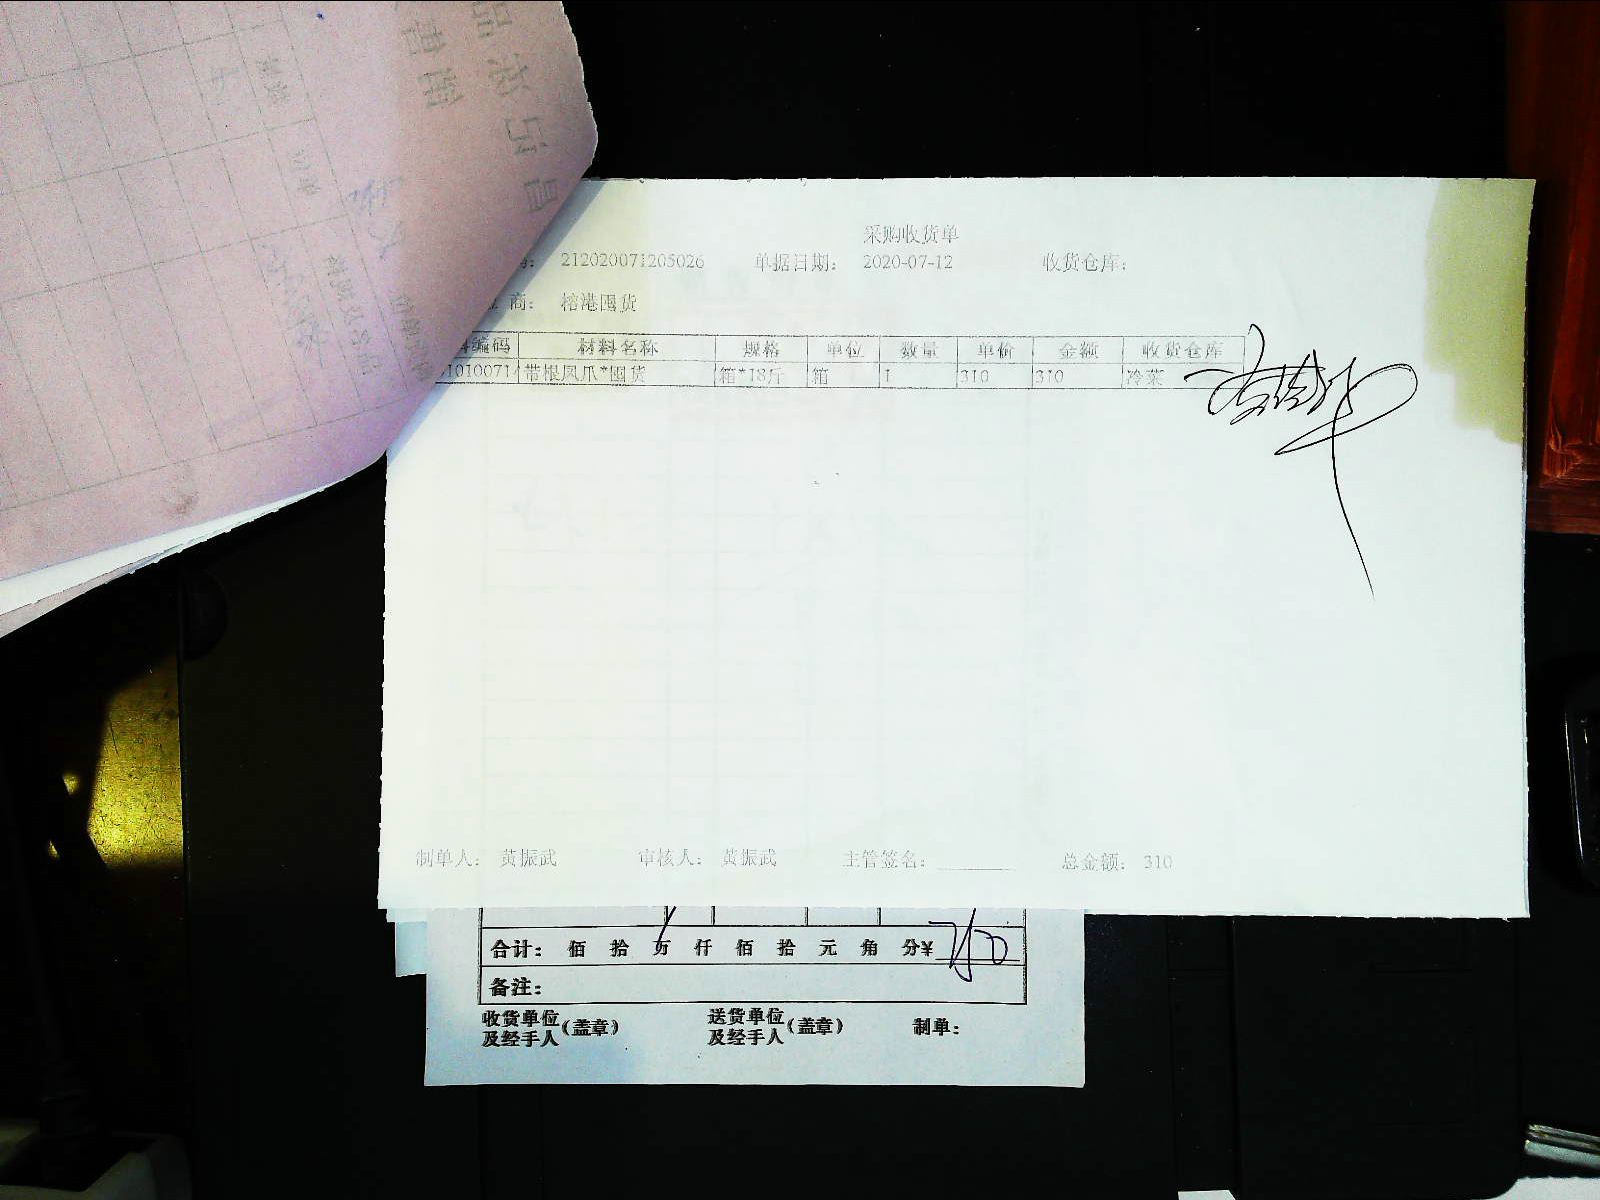 采购收货单
212020071205026 单据日期： 2020-07-12 收货仓库：
商： 榕港囤货
编码 材料名称 规格 单位 数量 单价 金额 收货仓库
1010071 带根凤爪*囤货 箱*18斤 箱 1 310 310 冷菜
制单人： 黄振武 审核人： 黄振武 主管签名： 总金额： 310
合计： 佰 拾 万 仟 佰 拾 元 角 分¥
备注：
收货单位及经手人（盖章） 送货单位及经手人（盖章） 制单：